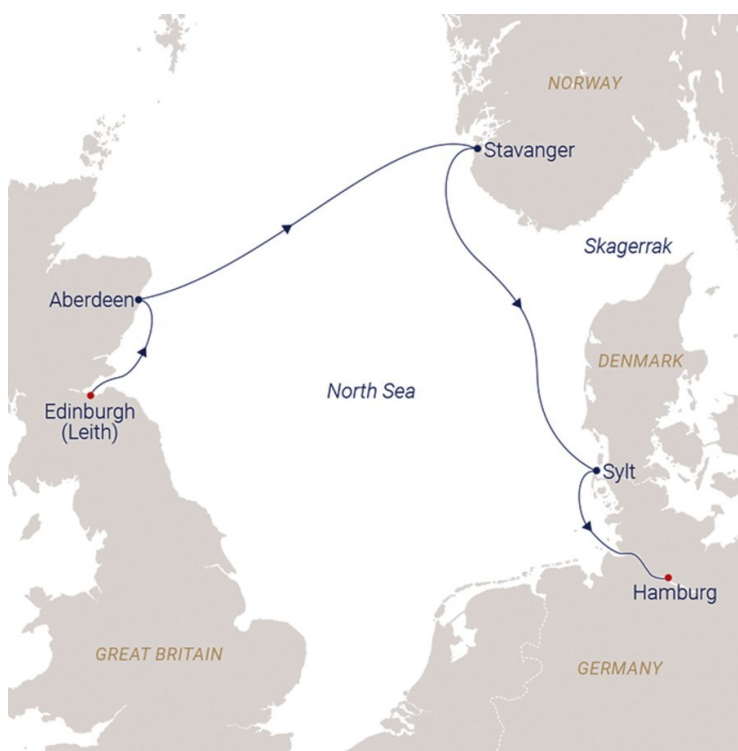 NORWAY
Stavanger
Skagerrak
Aberdeen
DENMARK
North Sea
Edinburgh
(Leith)
Sylt
Hamburg
GREAT BRITAIN
GERMANY